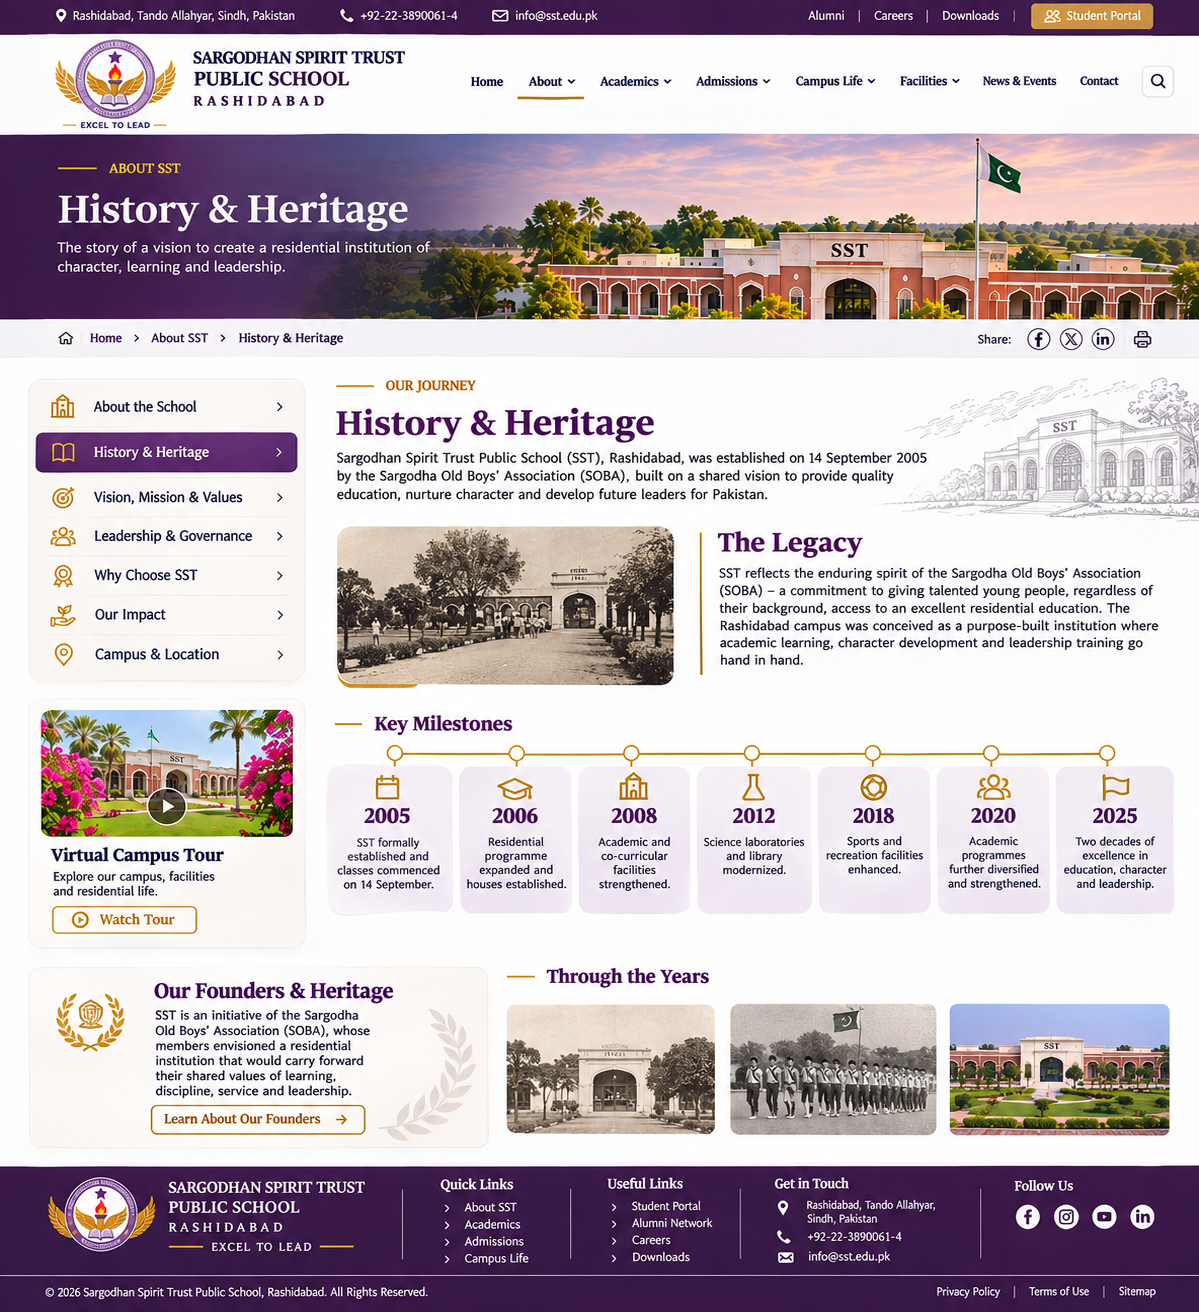 Rashidabad, Tando Allahyar, Sindh, Pakistan
+92-22-3890061-4
info@sst.edu.pk
Alumni | Careers | Downloads |
Student Portal
SARGODHAN SPIRIT TRUST
PUBLIC SCHOOL
RASHIDABAD
EXCEL TO LEAD
Home
About
Academics
Admissions
Campus Life
Facilities
News & Events
Contact
ABOUT SST
History & Heritage
The story of a vision to create a residential institution of
character, learning and leadership.
SST
Home > About SST > History & Heritage
Share:
About the School
History & Heritage
Vision, Mission & Values
Leadership & Governance
Why Choose SST
Our Impact
Campus & Location
OUR JOURNEY
History & Heritage
Sargodhan Spirit Trust Public School (SST), Rashidabad, was established on 14 September 2005
by the Sargodha Old Boys' Association (SOBA), built on a shared vision to provide quality
education, nurture character and develop future leaders for Pakistan.
SST
The Legacy
SST reflects the enduring spirit of the Sargodha Old Boys' Association
(SOBA) – a commitment to giving talented young people, regardless of
their background, access to an excellent residential education. The
Rashidabad campus was conceived as a purpose-built institution where
academic learning, character development and leadership training go
hand in hand.
SST
Virtual Campus Tour
Explore our campus, facilities
and residential life.
Watch Tour
Key Milestones
2005
SST formally
established and
classes commenced
on 14 September.
2006
Residential
programme
expanded and
houses established.
2008
Academic and
co-curricular
facilities
strengthened.
2012
Science laboratories
and library
modernized.
2018
Sports and
recreation facilities
enhanced.
2020
Academic
programmes
further diversified
and strengthened.
2025
Two decades of
excellence in
education, character
and leadership.
Our Founders & Heritage
SST is an initiative of the Sargodha
Old Boys' Association (SOBA), whose
members envisioned a residential
institution that would carry forward
their shared values of learning,
discipline, service and leadership.
Learn About Our Founders
Through the Years
SST
SARGODHAN SPIRIT TRUST
PUBLIC SCHOOL
RASHIDABAD
EXCEL TO LEAD
Quick Links
About SST
Academics
Admissions
Campus Life
Useful Links
Student Portal
Alumni Network
Careers
Downloads
Get in Touch
Rashidabad, Tando Allahyar,
Sindh, Pakistan
+92-22-3890061-4
info@sst.edu.pk
Follow Us
© 2026 Sargodhan Spirit Trust Public School, Rashidabad. All Rights Reserved.
Privacy Policy | Terms of Use | Sitemap